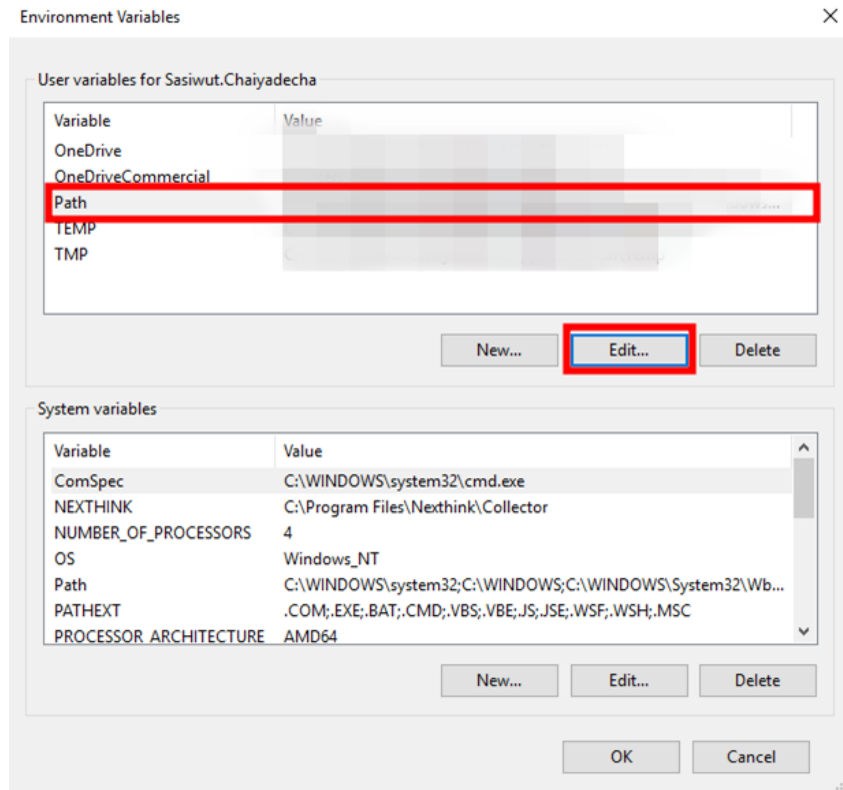 Environment Variables
User variables for Sasiwut.Chaiyadecha
Variable Value
OneDrive
OneDriveCommercial
Path
TEMP
TMP
New... Edit... Delete
System variables
Variable Value
ComSpec C:\WINDOWS\system32\cmd.exe
NEXTHINK C:\Program Files\Nexthink\Collector
NUMBER_OF_PROCESSORS 4
OS Windows_NT
Path C:\WINDOWS\system32;C:\WINDOWS;C:\WINDOWS\System32\Wb...
PATHEXT .COM;.EXE;.BAT;.CMD;.VBS;.VBE;.JS;.JSE;.WSF;.WSH;.MSC
PROCESSOR_ARCHITECTURE AMD64
New... Edit... Delete
OK Cancel